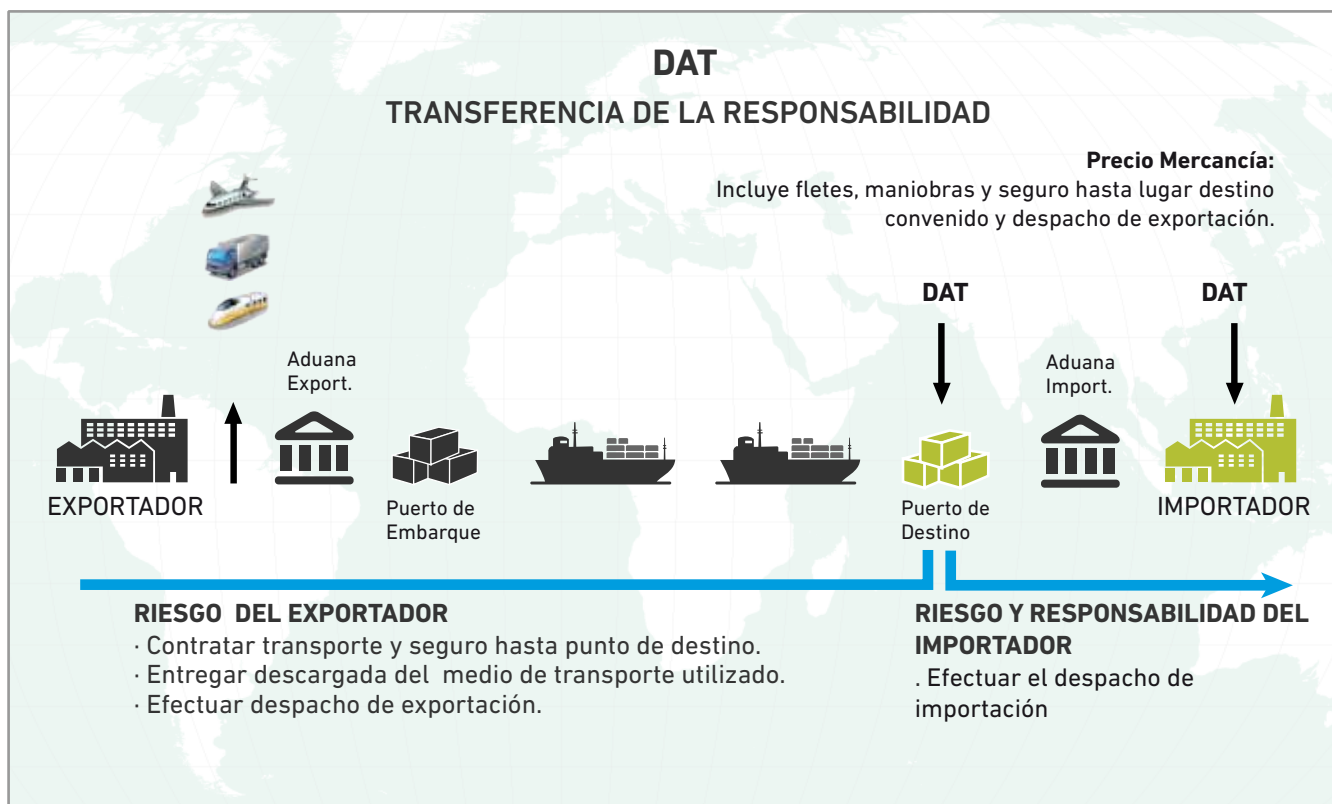 DAT
TRANSFERENCIA DE LA RESPONSABILIDAD
Precio Mercancía:
Incluye fletes, maniobras y seguro hasta lugar destino
convenido y despacho de exportación.
DAT
DAT
Aduana
Export.
Aduana
Import.
EXPORTADOR
Puerto de
Embarque
Puerto de
Destino
IMPORTADOR
RIESGO DEL EXPORTADOR
· Contratar transporte y seguro hasta punto de destino.
· Entregar descargada del medio de transporte utilizado.
· Efectuar despacho de exportación.
RIESGO Y RESPONSABILIDAD DEL
IMPORTADOR
. Efectuar el despacho de
importación